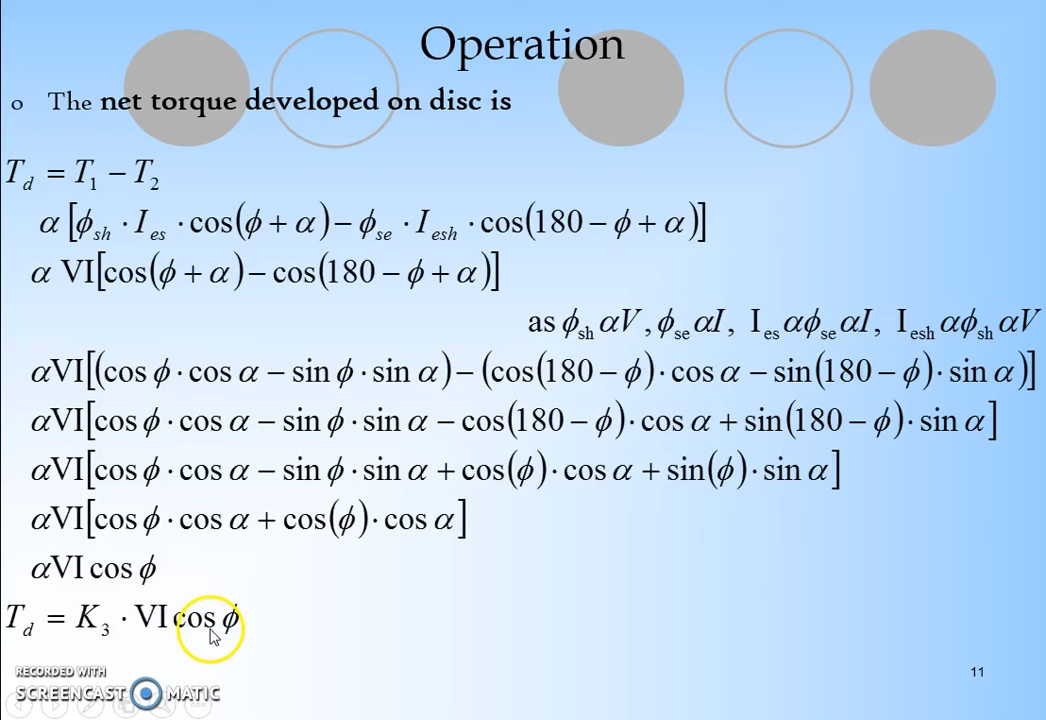 Operation
o The net torque developed on disc is
T_d = T_1 − T_2
α [ϕ_sh · I_es · cos(ϕ + α) − ϕ_se · I_esh · cos(180 − ϕ + α)]
α VI[cos(ϕ + α) − cos(180 − ϕ + α)]
as ϕ_sh αV, ϕ_se αI, I_es αϕ_se αI, I_esh αϕ_sh αV
αVI[(cos ϕ · cos α − sin ϕ · sin α) − (cos(180 − ϕ) · cos α − sin(180 − ϕ) · sin α)]
αVI[cos ϕ · cos α − sin ϕ · sin α − cos(180 − ϕ) · cos α + sin(180 − ϕ) · sin α]
αVI[cos ϕ · cos α − sin ϕ · sin α + cos(ϕ) · cos α + sin(ϕ) · sin α]
αVI[cos ϕ · cos α + cos(ϕ) · cos α]
αVI cos ϕ
T_d = K_3 · VI cos ϕ
11
RECORDED WITH
SCREENCAST MATIC